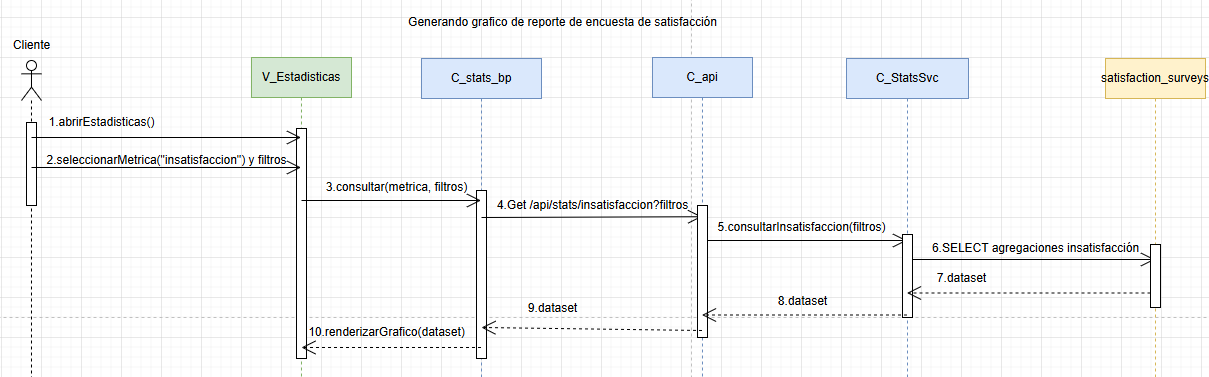 Generando grafico de reporte de encuesta de satisfacción
Cliente
V_Estadisticas
C_stats_bp
C_api
C_StatsSvc
satisfaction_surveys
1.abrirEstadisticas()
2.seleccionarMetrica("insatisfaccion") y filtros
3.consultar(metrica, filtros)
4.Get /api/stats/insatisfaccion?filtros
5.consultarInsatisfaccion(filtros)
6.SELECT agregaciones insatisfacción
7.dataset
8.dataset
9.dataset
10.renderizarGrafico(dataset)